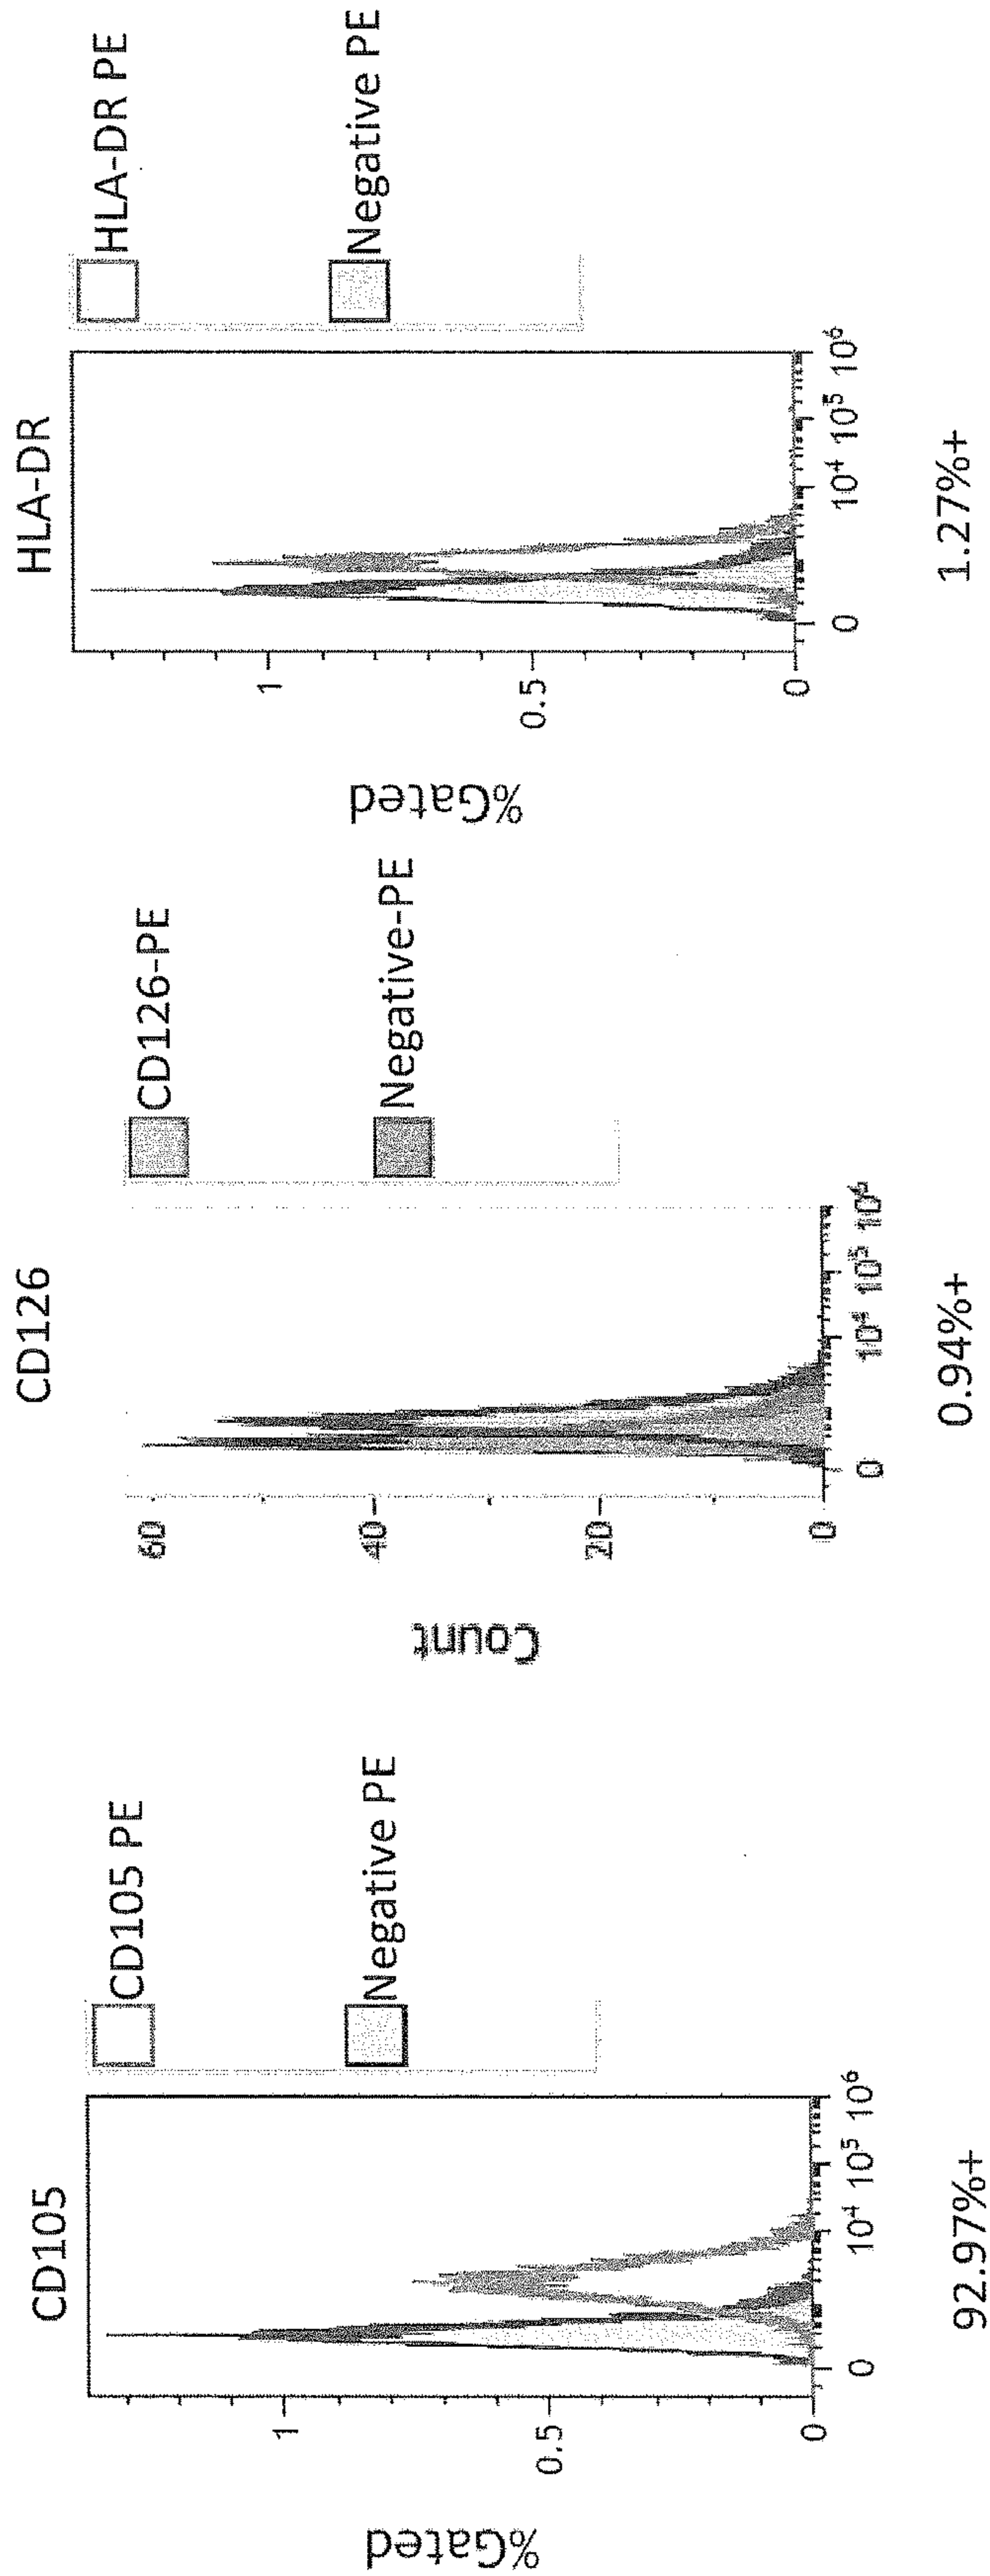 CD105
CD105 PE
Negative PE
%Gated
1
0.5
0
0 10⁴ 10⁵ 10⁶
92.97%+
CD126
CD126-PE
Negative-PE
Count
60
40
20
0
0 10⁴ 10⁵ 10⁶
0.94%+
HLA-DR
HLA-DR PE
Negative PE
%Gated
1
0.5
0
0 10⁴ 10⁵ 10⁶
1.27%+